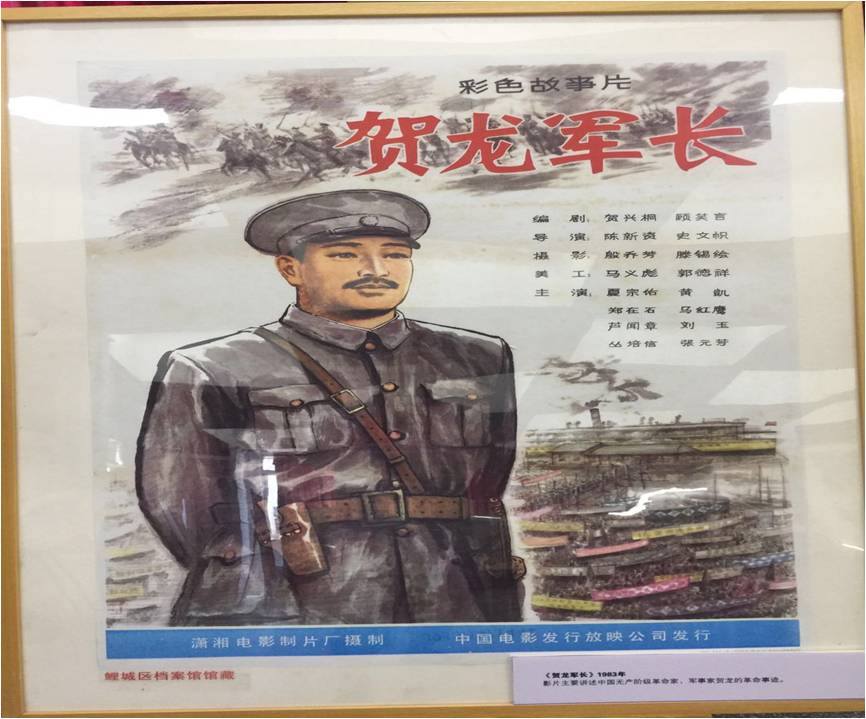 彩色故事片
贺龙军长
编 剧：贺兴桐 顾笑言
导 演：陈新资 史文帜
摄 影：殷乔芳 滕锡绘
美 工：马义彪 郭德祥
主 演：夏宗佑 黄 凯
郑在石 马红鹰
芦闻章 刘 玉
丛培信 张元芳
潇湘电影制片厂摄制 中国电影发行放映公司发行
鲤城区档案馆馆藏
《贺龙军长》1983年
影片主要讲述中国无产阶级革命家、军事家贺龙的革命事迹。